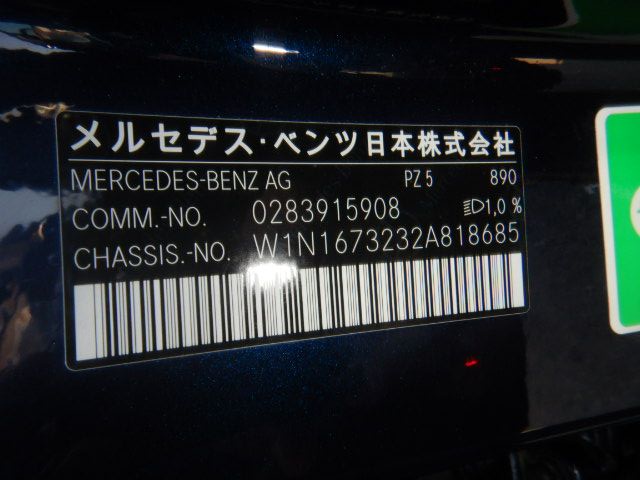 メルセデス・ベンツ日本株式会社
MERCEDES-BENZ AG PZ 5 890
COMM.-NO. 0283915908 1,0 %
CHASSIS.-NO. W1N1673232A818685